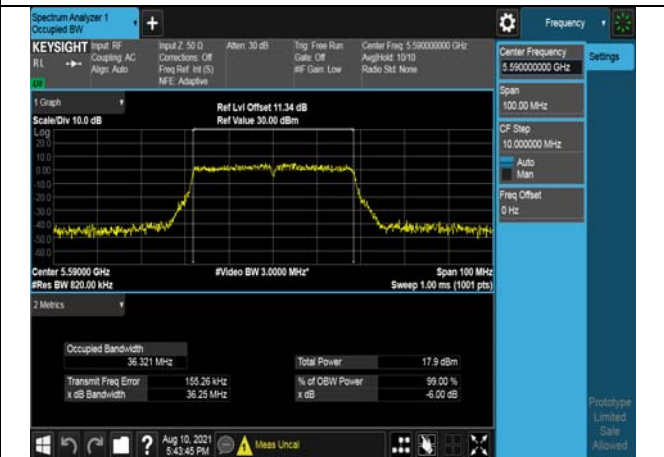 Spectrum Analyzer 1
Occupied BW
+
Frequency
KEYSIGHT
RL
Input: RF
Coupling: AC
Align: Auto
Input Z: 50 Ω
Corrections: Off
Freq Ref: Int (S)
NFE: Adaptive
Atten: 30 dB
Trig: Free Run
Gate: Off
#IF Gain: Low
Center Freq: 5.590000000 GHz
Avg|Hold: 10/10
Radio Std: None
Center Frequency
5.590000000 GHz
Settings
Span
100.00 MHz
CF Step
10.000000 MHz
Auto
Man
Freq Offset
0 Hz
1 Graph
Scale/Div 10.0 dB
Ref Lvl Offset 11.34 dB
Ref Value 30.00 dBm
Log
20.0
10.0
0.00
-10.0
-20.0
-30.0
-40.0
-50.0
-60.0
Center 5.59000 GHz
#Video BW 3.0000 MHz*
Span 100 MHz
#Res BW 820.00 kHz
Sweep 1.00 ms (1001 pts)
2 Metrics
Occupied Bandwidth
36.321 MHz
Total Power 17.9 dBm
Transmit Freq Error 155.26 kHz
% of OBW Power 99.00 %
x dB Bandwidth 36.25 MHz
x dB -6.00 dB
Prototype
Limited
Sale
Allowed
?
Aug 10, 2021
5:43:45 PM
Meas Uncal